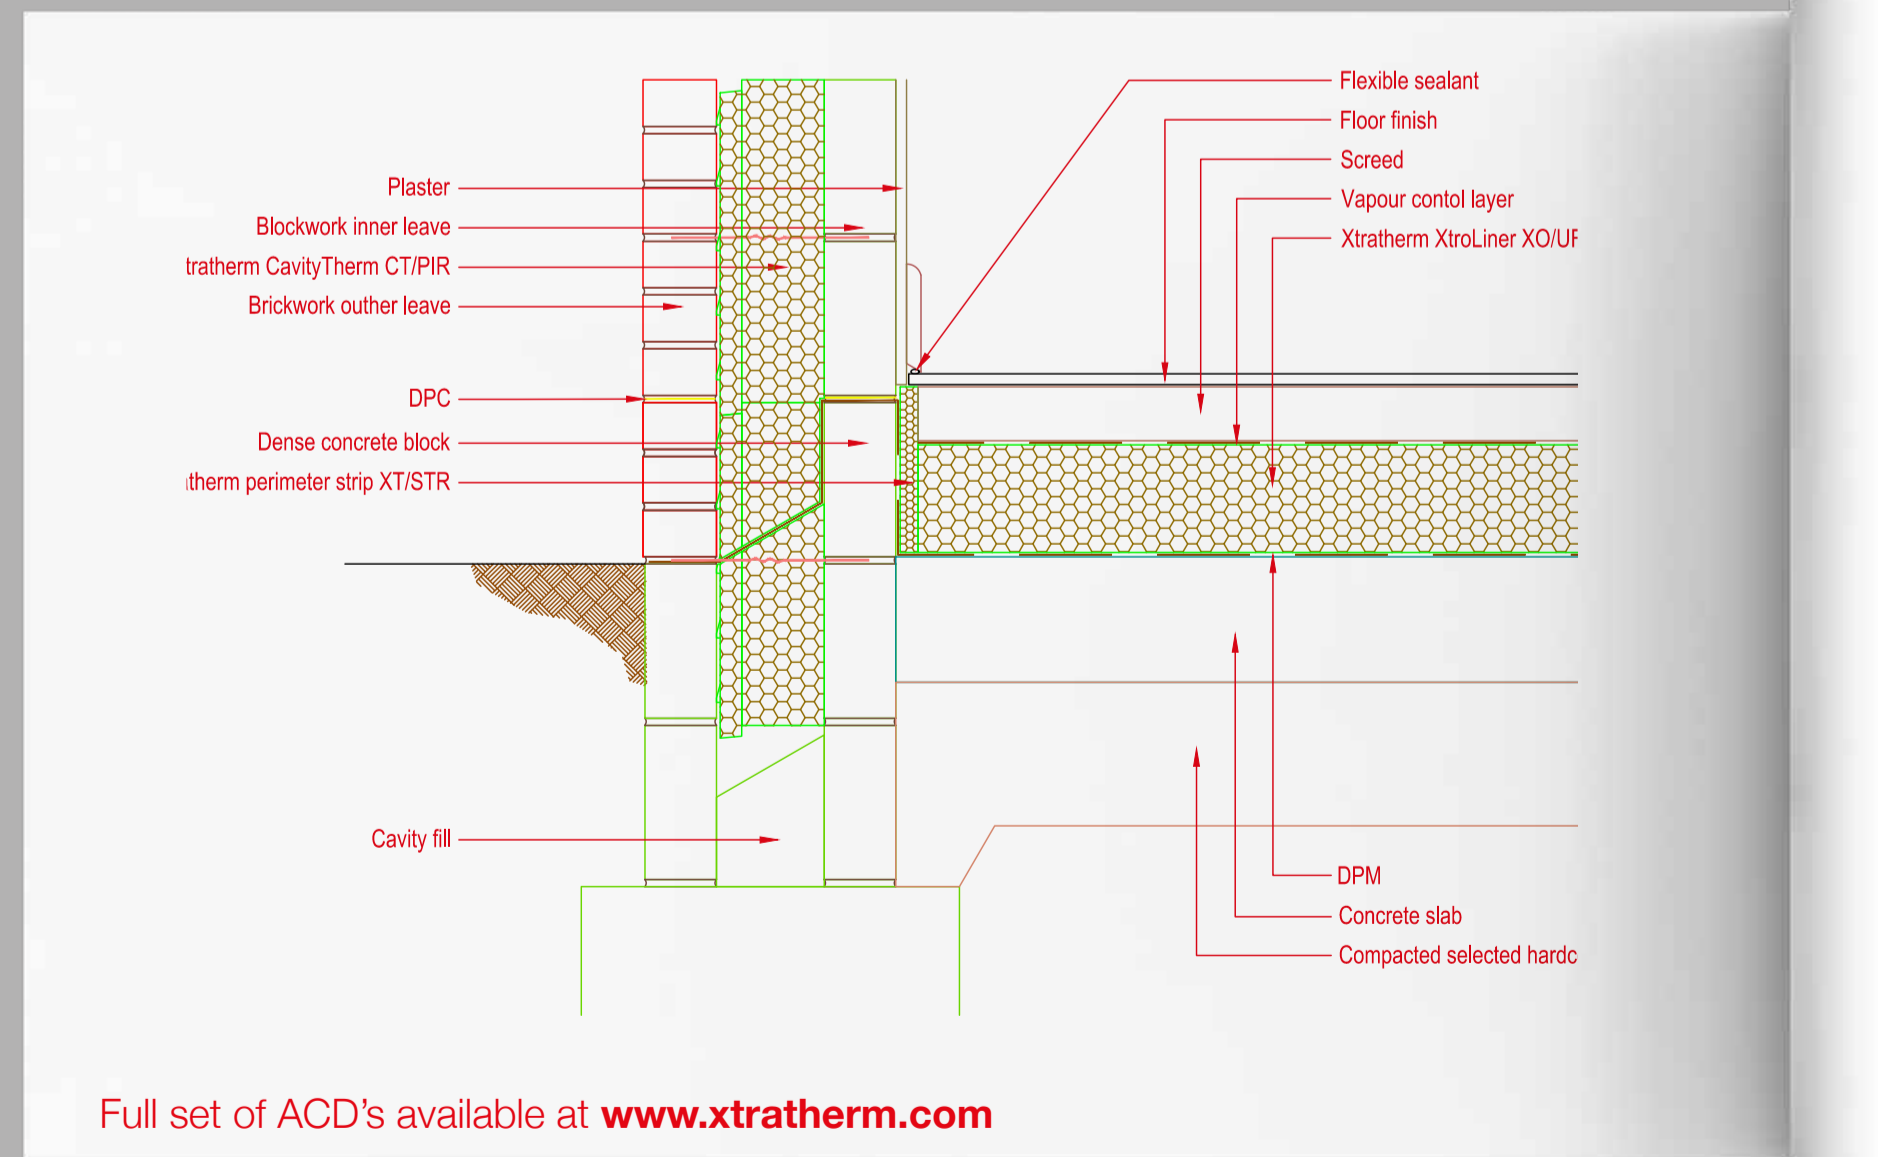 Plaster
Blockwork inner leave
tratherm CavityTherm CT/PIR
Brickwork outher leave
DPC
Dense concrete block
therm perimeter strip XT/STR
Cavity fill
Flexible sealant
Floor finish
Screed
Vapour contol layer
Xtratherm XtroLiner XO/UF
DPM
Concrete slab
Compacted selected hardc
Full set of ACD's available at www.xtratherm.com